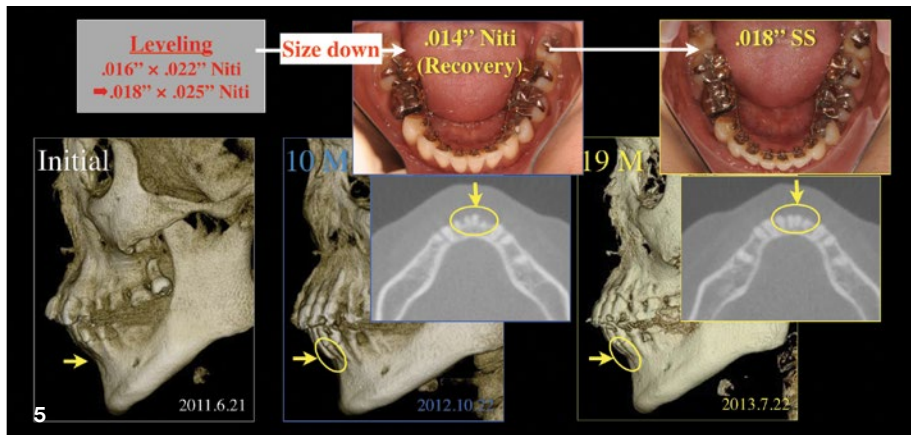 Leveling
.016” × .022” Niti
➡.018” × .025” Niti
Size down
.014” Niti
(Recovery)
.018” SS
Initial
10 M
19 M
2011.6.21
2013.7.22
5